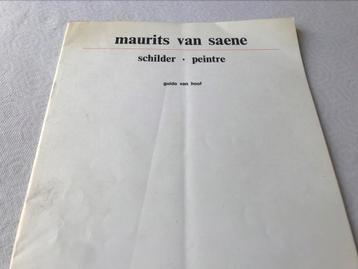 maurits van saene
schilder · peintre
guido van hoof